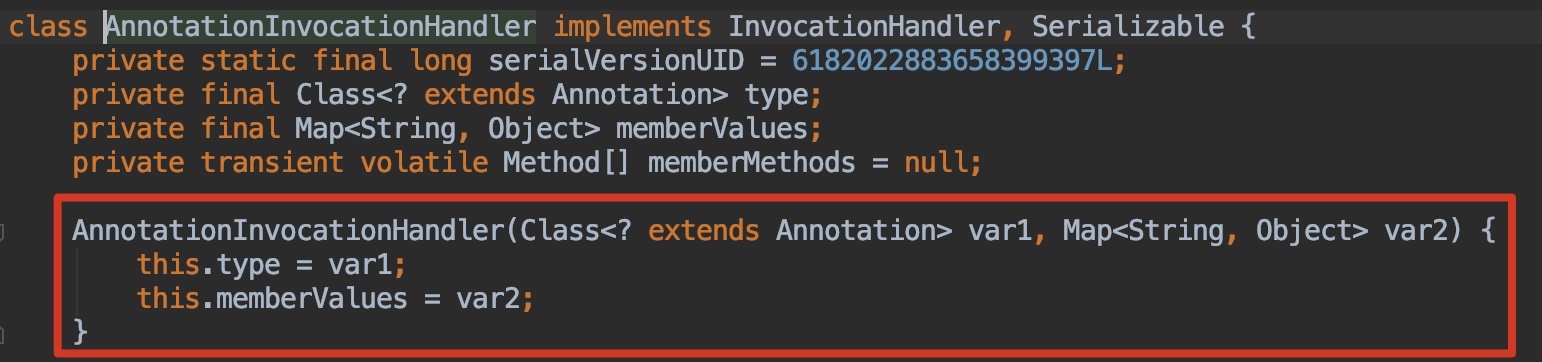 class AnnotationInvocationHandler implements InvocationHandler, Serializable {
    private static final long serialVersionUID = 6182022883658399397L;
    private final Class<? extends Annotation> type;
    private final Map<String, Object> memberValues;
    private transient volatile Method[] memberMethods = null;
    AnnotationInvocationHandler(Class<? extends Annotation> var1, Map<String, Object> var2) {
        this.type = var1;
        this.memberValues = var2;
    }